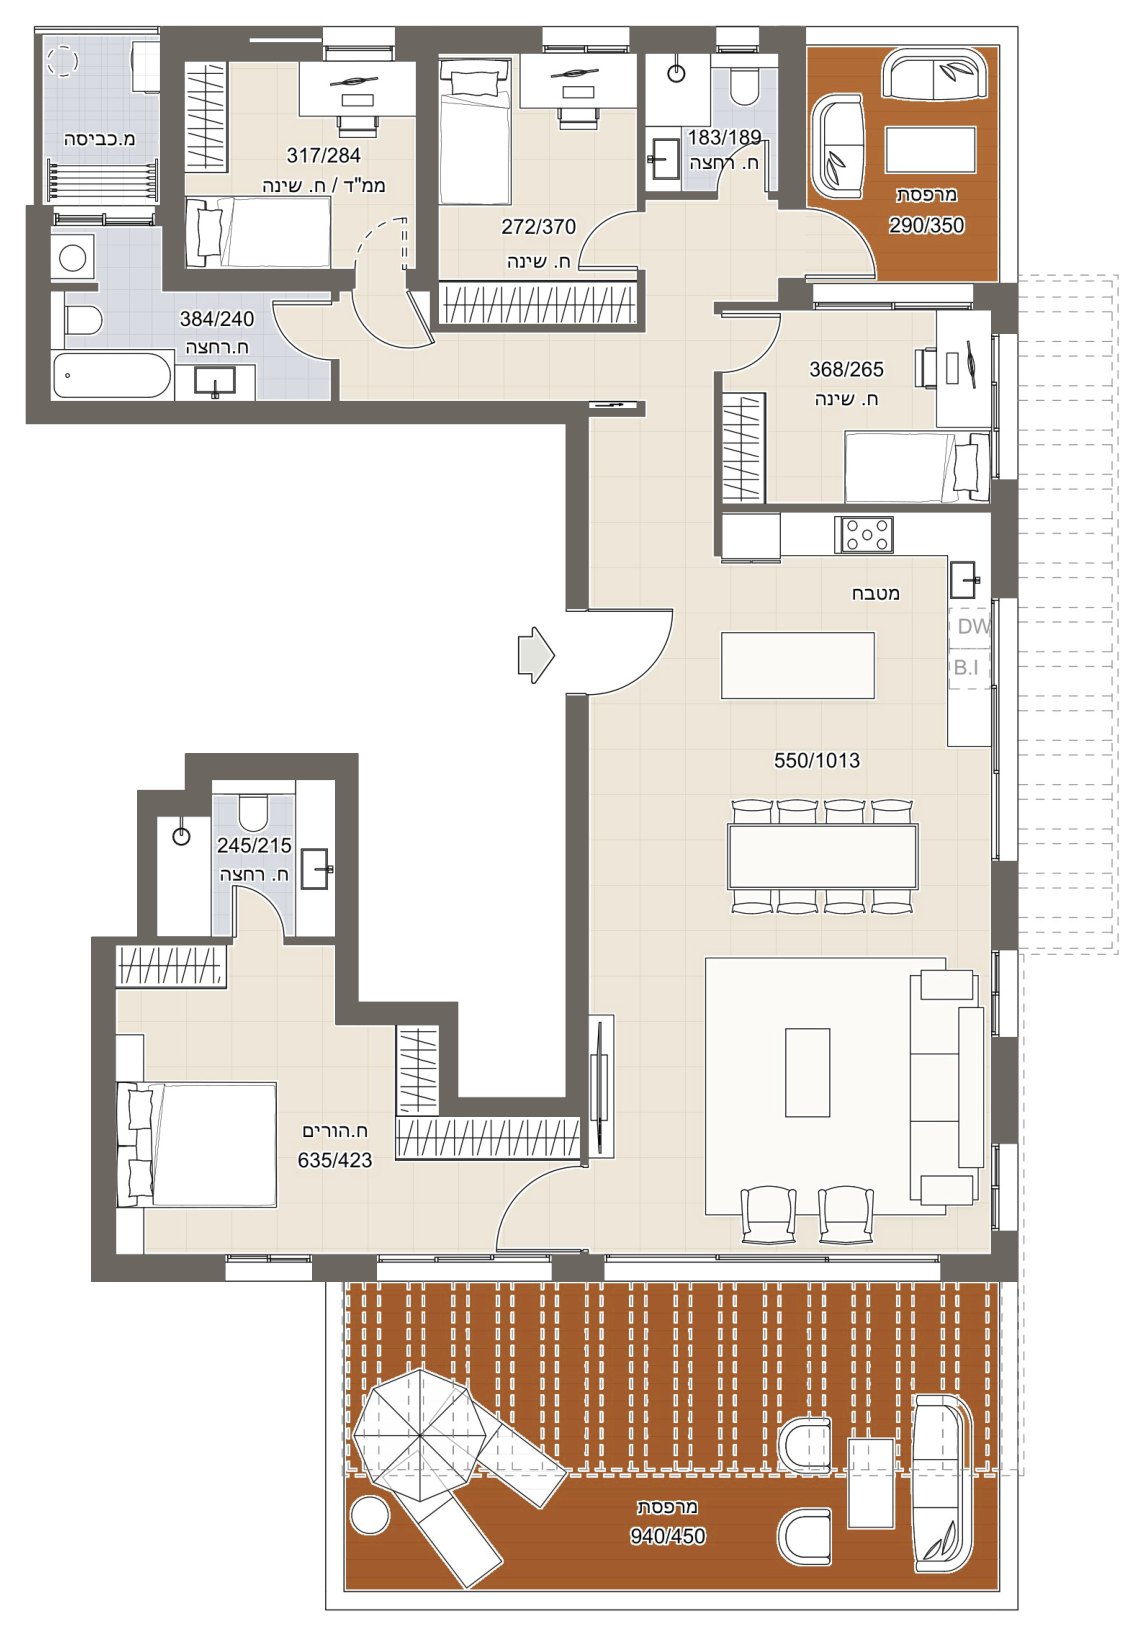 מ.כביסה
317/284
ממ"ד / ח. שינה
272/370
ח. שינה
183/189
ח. רחצה
מרפסת
290/350
384/240
ח.רחצה
368/265
ח. שינה
מטבח
DW
B.I
550/1013
245/215
ח. רחצה
ח.הורים
635/423
מרפסת
940/450